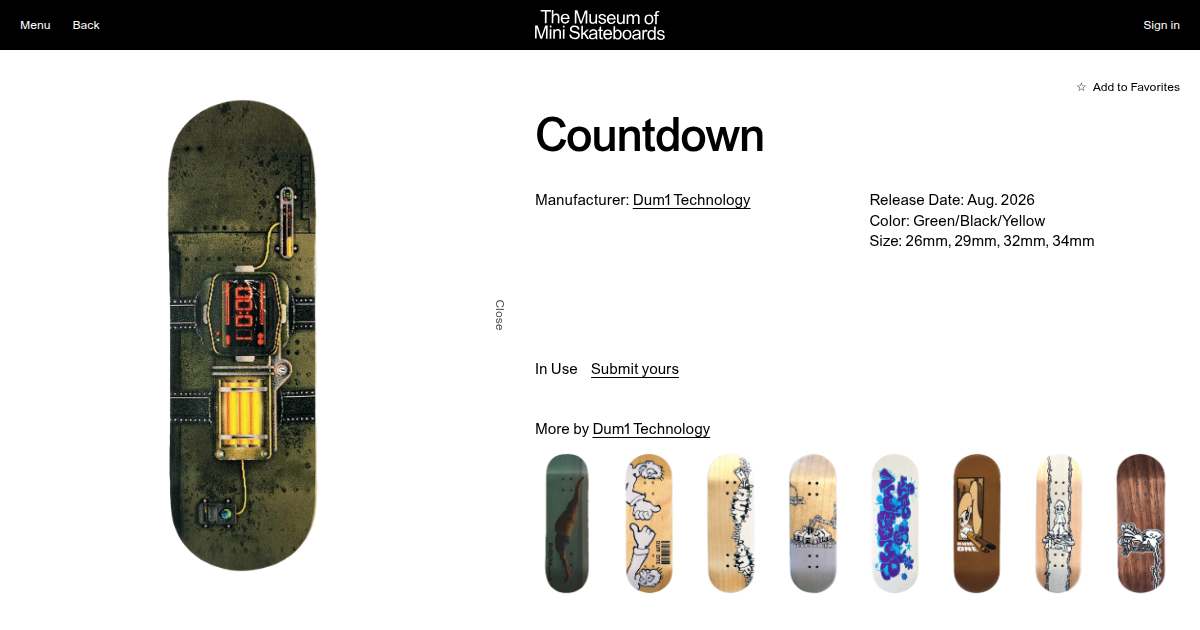 Menu
Back
The Museum of
Mini Skateboards
Sign in
☆ Add to Favorites
Countdown
Manufacturer: Dum1 Technology
Release Date: Aug. 2026
Color: Green/Black/Yellow
Size: 26mm, 29mm, 32mm, 34mm
10:00
Close
In Use
Submit yours
More by Dum1 Technology